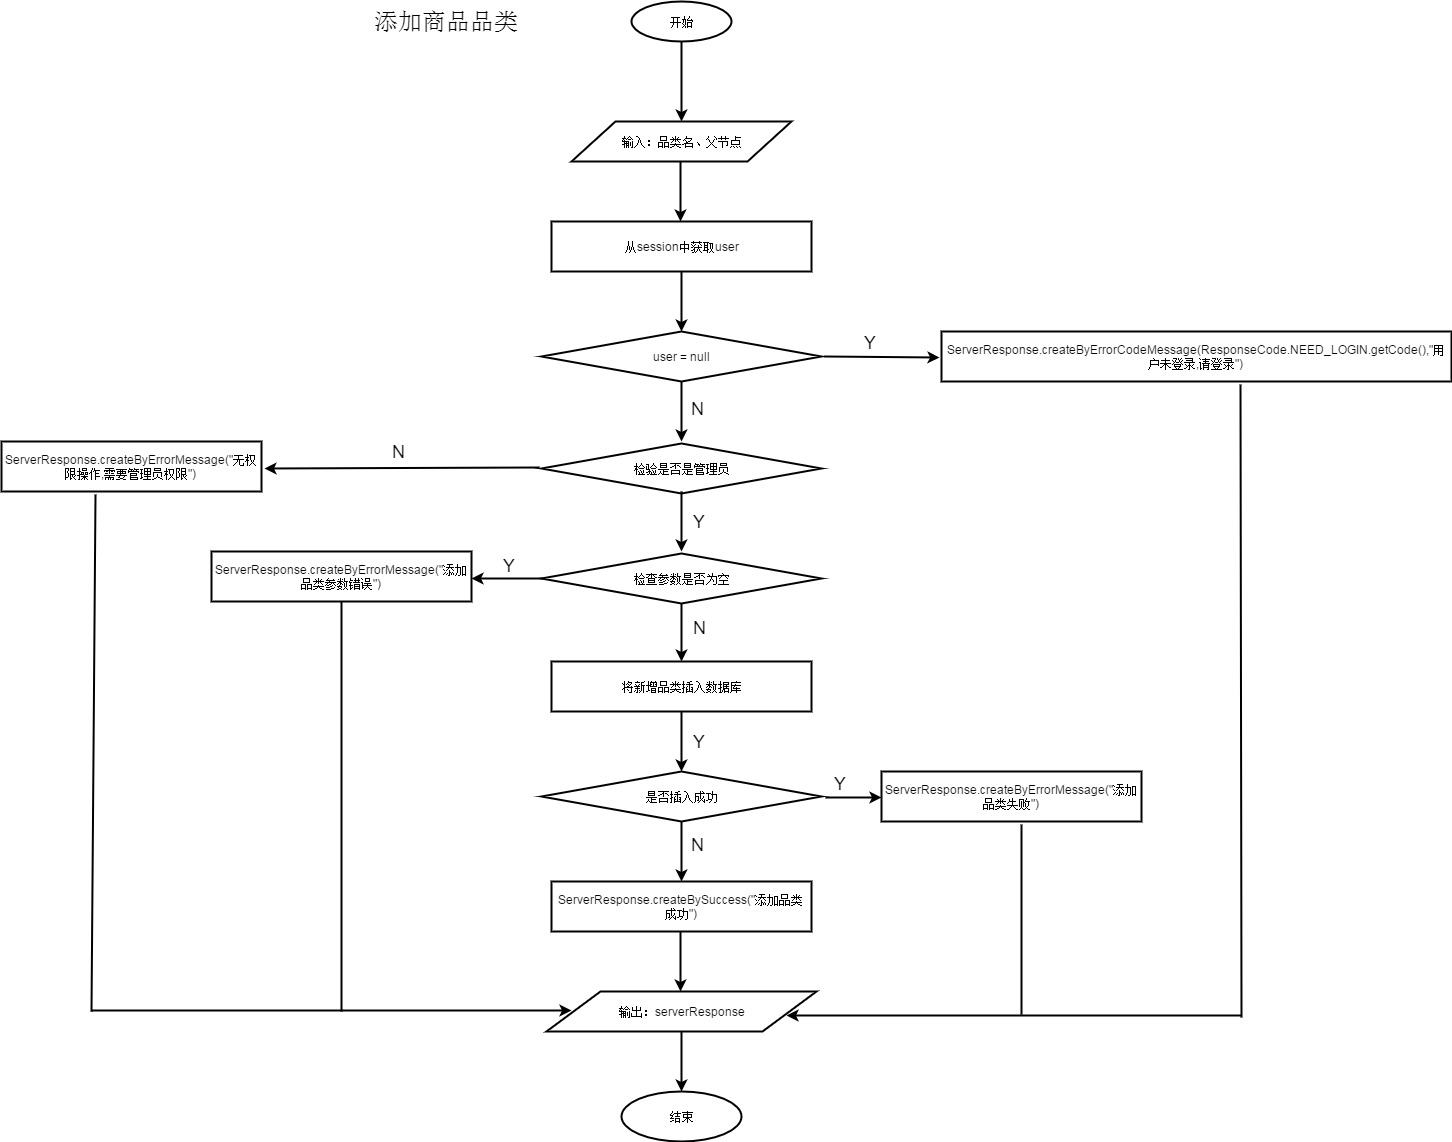 添加商品品类
开始
输入：品类名、父节点
从session中获取user
user = null
Y
ServerResponse.createByErrorCodeMessage(ResponseCode.NEED_LOGIN.getCode(),"用
户未登录,请登录")
N
检验是否是管理员
N
ServerResponse.createByErrorMessage("无权
限操作,需要管理员权限")
Y
检查参数是否为空
Y
ServerResponse.createByErrorMessage("添加
品类参数错误")
N
将新增品类插入数据库
Y
是否插入成功
Y
ServerResponse.createByErrorMessage("添加
品类失败")
N
ServerResponse.createBySuccess("添加品类
成功")
输出：serverResponse
结束